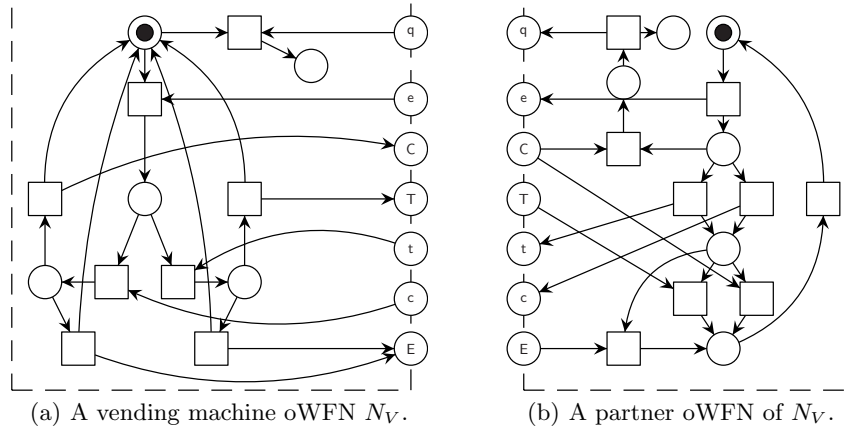 q
e
C
T
t
c
E
q
e
C
T
t
c
E
(a) A vending machine oWFN N_V.
(b) A partner oWFN of N_V.